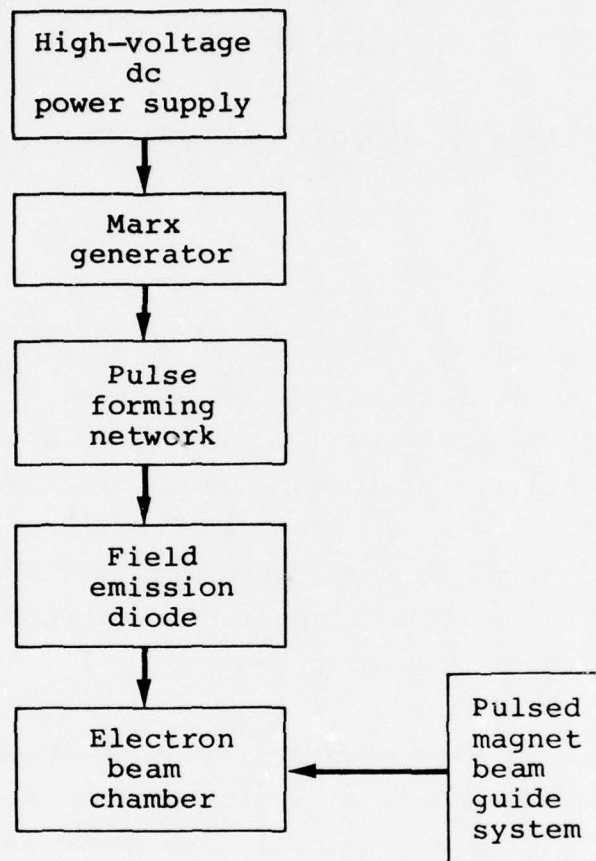 High-voltage
dc
power supply
Marx
generator
Pulse
forming
network
Field
emission
diode
Electron
beam
chamber
Pulsed
magnet
beam
guide
system